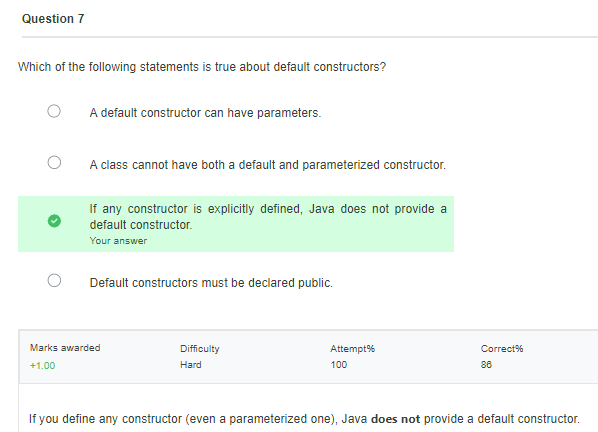 Question 7
Which of the following statements is true about default constructors?
A default constructor can have parameters.
A class cannot have both a default and parameterized constructor.
If any constructor is explicitly defined, Java does not provide a
default constructor.
Your answer
Default constructors must be declared public.
Marks awarded Difficulty Attempt% Correct%
+1.00 Hard 100 86
If you define any constructor (even a parameterized one), Java does not provide a default constructor.